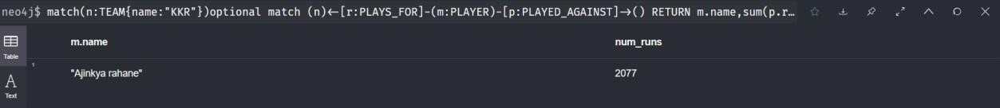 neo4j$ match(n:TEAM{name:"KKR"})optional match (n)←[r:PLAYS_FOR]-(m:PLAYER)-[p:PLAYED_AGAINST]→() RETURN m.name,sum(p.r…
Table
m.name num_runs
1 "Ajinkya rahane" 2077
A
Text